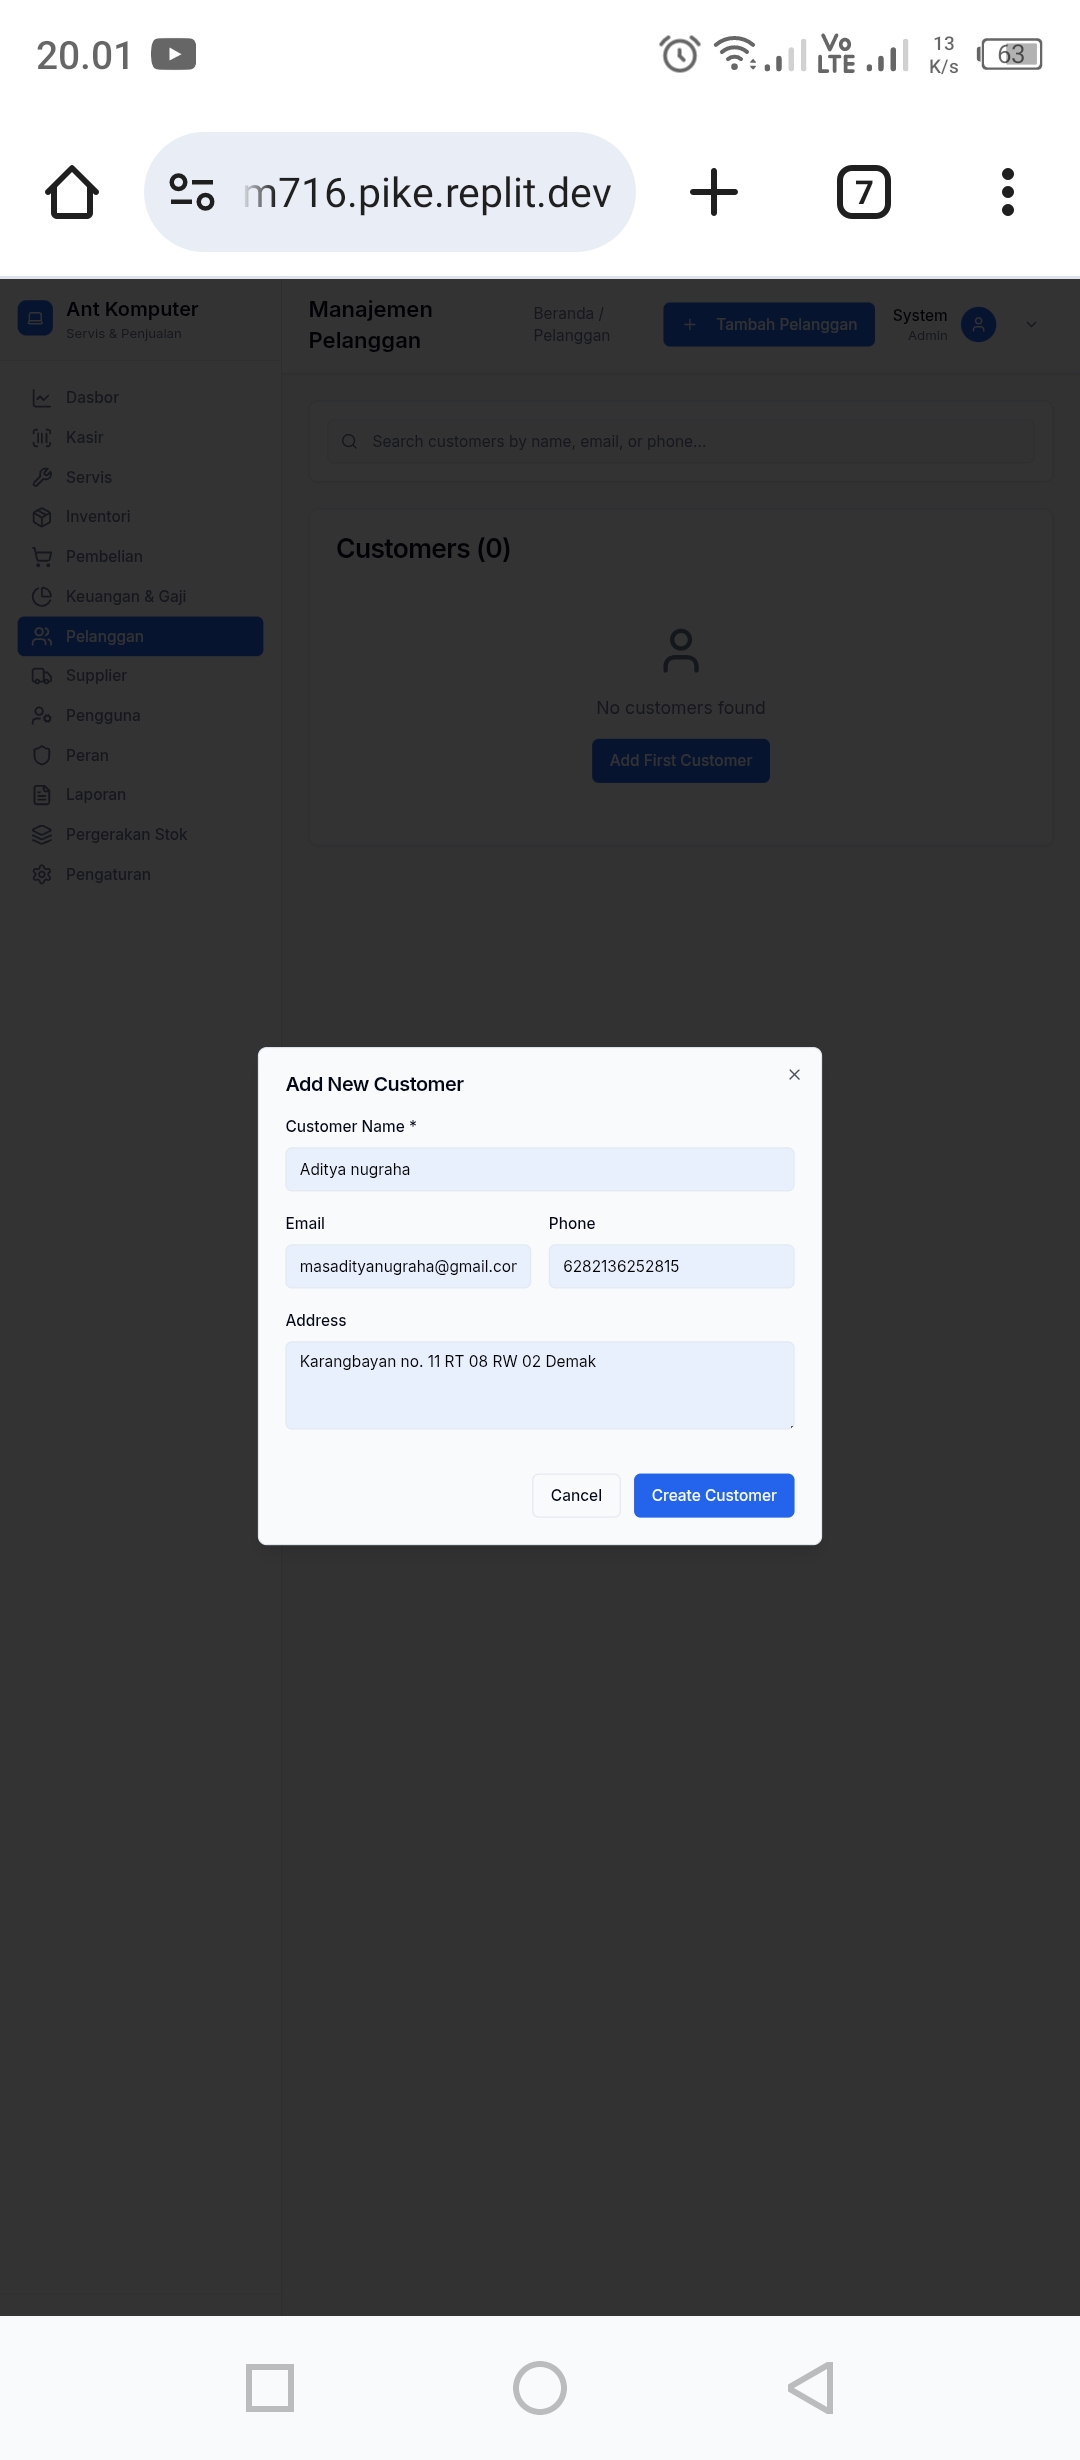 20.01
Vo LTE
13 K/s
63
m716.pike.replit.dev
7
Ant Komputer
Servis & Penjualan
Manajemen
Pelanggan
Beranda /
Pelanggan
Tambah Pelanggan
System
Admin
Dasbor
Kasir
Servis
Inventori
Pembelian
Keuangan & Gaji
Pelanggan
Supplier
Pengguna
Peran
Laporan
Pergerakan Stok
Pengaturan
Search customers by name, email, or phone...
Customers (0)
No customers found
Add First Customer
Add New Customer
Customer Name *
Aditya nugraha
Email
Phone
masadityanugraha@gmail.cor
6282136252815
Address
Karangbayan no. 11 RT 08 RW 02 Demak
Cancel
Create Customer